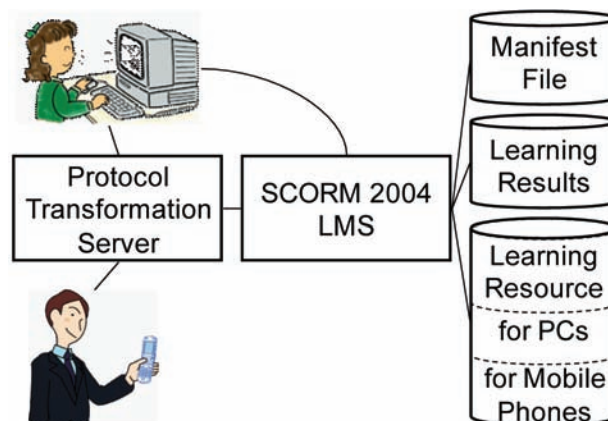 Manifest
File
Learning
Results
Protocol
Transformation
Server
SCORM 2004
LMS
Learning
Resource
for PCs
for Mobile
Phones